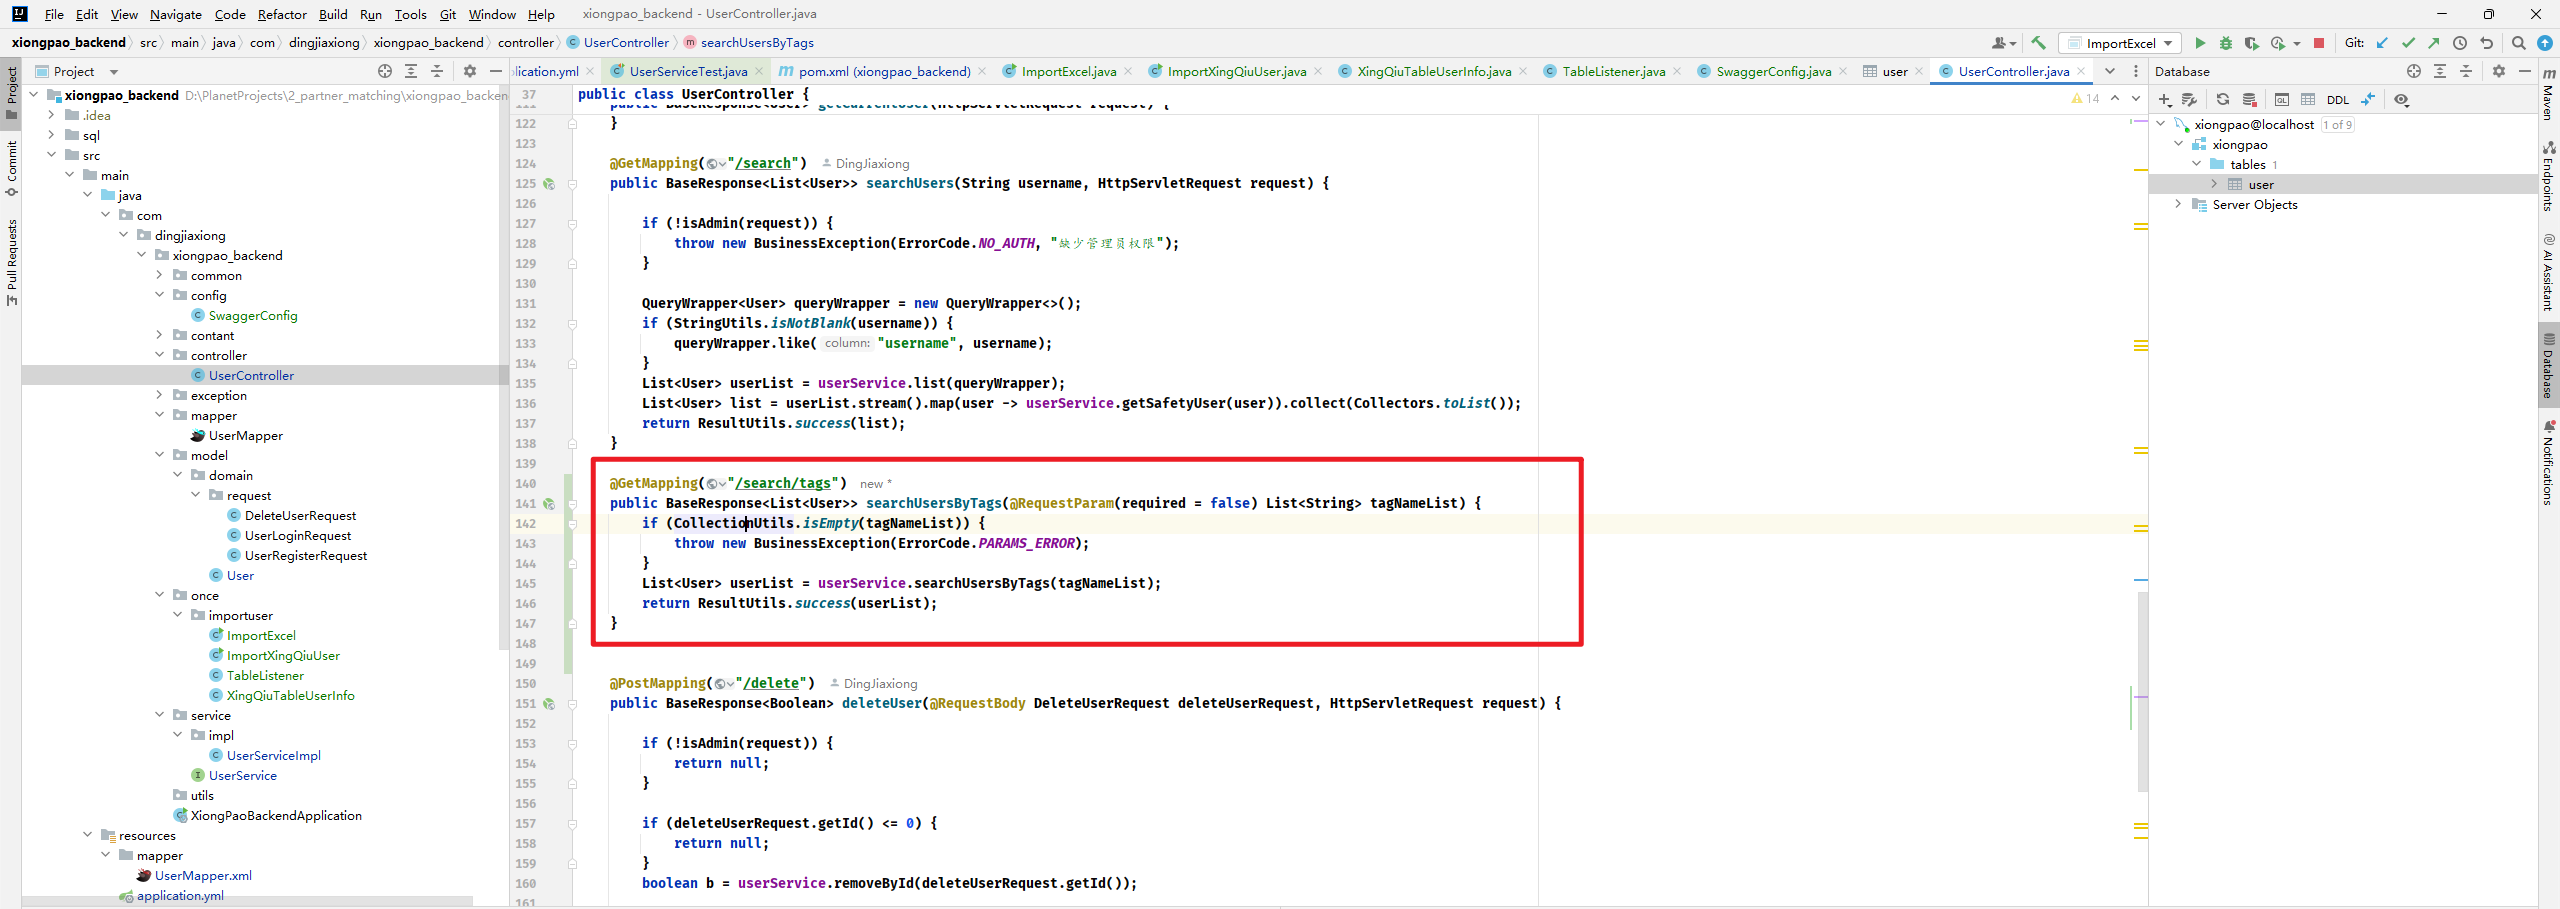 File Edit View Navigate Code Refactor Build Run Tools Git Window Help xiongpao_backend - UserController.java
xiongpao_backend src main java com dingjiaxiong xiongpao_backend controller UserController searchUsersByTags
ImportExcel Git:
Project
lication.yml UserServiceTest.java pom.xml (xiongpao_backend) ImportExcel.java ImportXingQiuUser.java XingQiuTableUserInfo.java TableListener.java SwaggerConfig.java user UserController.java
Database
DDL
Project
Commit
Pull Requests
xiongpao_backend D:\PlanetProjects\2_partner_matching\xiongpao_backen
.idea
sql
src
main
java
com
dingjiaxiong
xiongpao_backend
common
config
SwaggerConfig
contant
controller
UserController
exception
mapper
UserMapper
model
domain
request
DeleteUserRequest
UserLoginRequest
UserRegisterRequest
User
once
importuser
ImportExcel
ImportXingQiuUser
TableListener
XingQiuTableUserInfo
service
impl
UserServiceImpl
UserService
utils
XiongPaoBackendApplication
resources
mapper
UserMapper.xml
application.yml
37 public class UserController {
14
111 public BaseResponse<User> getCurrentUser(HttpServletRequest request) {
122 }
123
124 @GetMapping("/search") DingJiaxiong
125 public BaseResponse<List<User>> searchUsers(String username, HttpServletRequest request) {
126
127 if (!isAdmin(request)) {
128 throw new BusinessException(ErrorCode.NO_AUTH, "缺少管理员权限");
129 }
130
131 QueryWrapper<User> queryWrapper = new QueryWrapper<>();
132 if (StringUtils.isNotBlank(username)) {
133 queryWrapper.like( column: "username", username);
134 }
135 List<User> userList = userService.list(queryWrapper);
136 List<User> list = userList.stream().map(user -> userService.getSafetyUser(user)).collect(Collectors.toList());
137 return ResultUtils.success(list);
138 }
139
140 @GetMapping("/search/tags") new *
141 public BaseResponse<List<User>> searchUsersByTags(@RequestParam(required = false) List<String> tagNameList) {
142 if (CollectionUtils.isEmpty(tagNameList)) {
143 throw new BusinessException(ErrorCode.PARAMS_ERROR);
144 }
145 List<User> userList = userService.searchUsersByTags(tagNameList);
146 return ResultUtils.success(userList);
147 }
148
149
150 @PostMapping("/delete") DingJiaxiong
151 public BaseResponse<Boolean> deleteUser(@RequestBody DeleteUserRequest deleteUserRequest, HttpServletRequest request) {
152
153 if (!isAdmin(request)) {
154 return null;
155 }
156
157 if (deleteUserRequest.getId() <= 0) {
158 return null;
159 }
160 boolean b = userService.removeById(deleteUserRequest.getId());
161
xiongpao@localhost 1 of 9
xiongpao
tables 1
user
Server Objects
Maven
Endpoints
AI Assistant
Database
Notifications